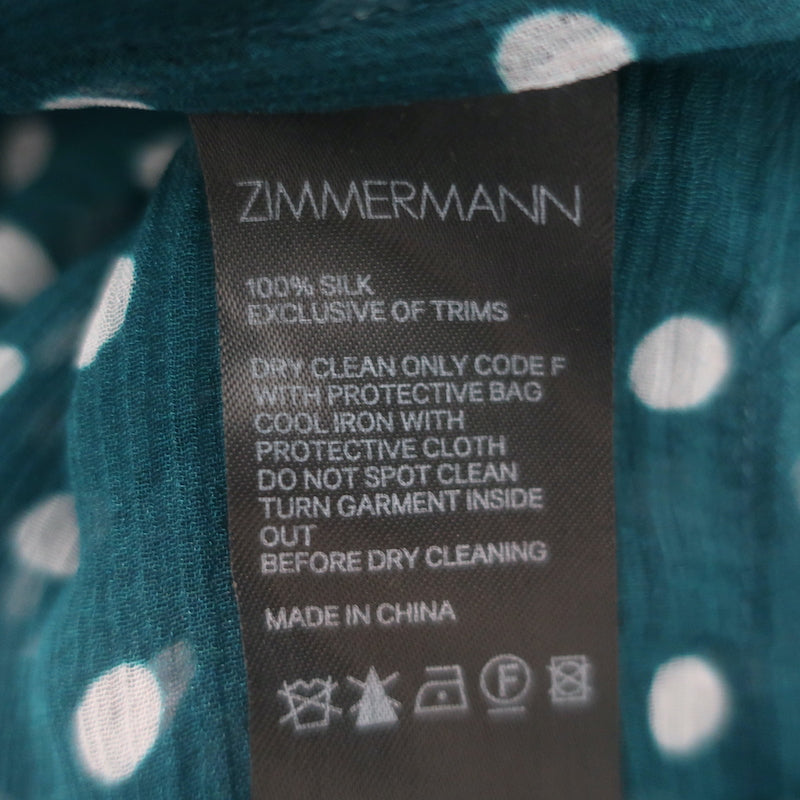 ZIMMERMANN
100% SILK
EXCLUSIVE OF TRIMS
DRY CLEAN ONLY CODE F
WITH PROTECTIVE BAG
COOL IRON WITH
PROTECTIVE CLOTH
DO NOT SPOT CLEAN
TURN GARMENT INSIDE
OUT
BEFORE DRY CLEANING
MADE IN CHINA
F